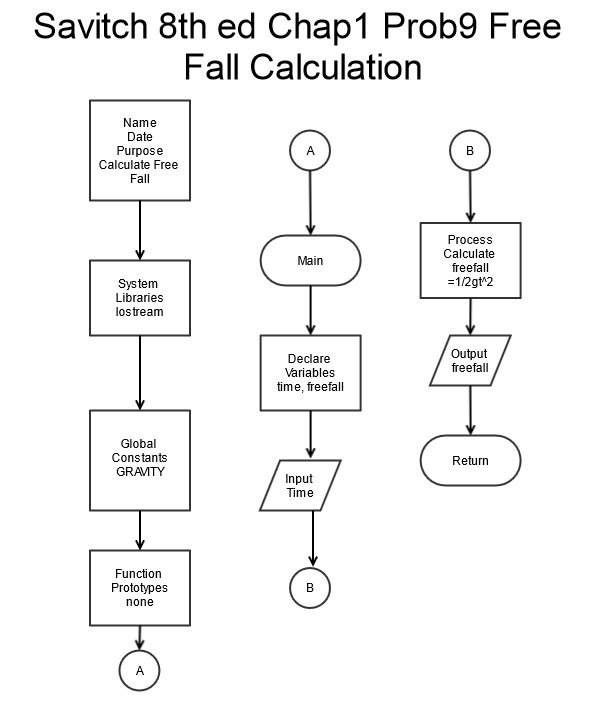 Savitch 8th ed Chap1 Prob9 Free
Fall Calculation
Name
Date
Purpose
Calculate Free
Fall
System
Libraries
Iostream
Global
Constants
GRAVITY
Function
Prototypes
none
A
A
Main
Declare
Variables
time, freefall
Input
Time
B
B
Process
Calculate
freefall
=1/2gt^2
Output
freefall
Return